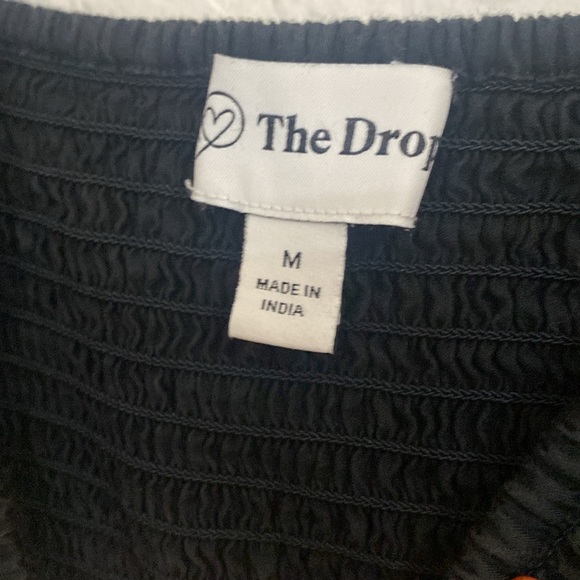 The Drop
M
MADE IN
INDIA